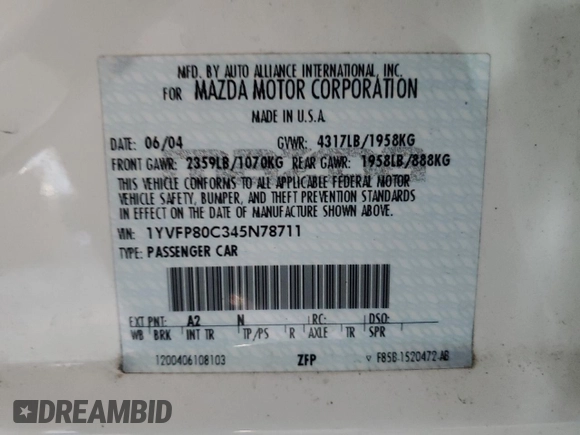 MFD. BY AUTO ALLIANCE INTERNATIONAL, INC.
FOR MAZDA MOTOR CORPORATION
MADE IN U.S.A.
DATE: 06/04 GVWR: 4317LB/1958KG
FRONT GAWR: 2359LB/1070KG REAR GAWR: 1958LB/888KG
THIS VEHICLE CONFORMS TO ALL APPLICABLE FEDERAL MOTOR
VEHICLE SAFETY, BUMPER, AND THEFT PREVENTION STANDARDS
IN EFFECT ON THE DATE OF MANUFACTURE SHOWN ABOVE.
VIN: 1YVFP80C345N78711
TYPE: PASSENGER CAR
EXT PNT: A2 N RC: DSO:
WB BRK INT TR TP/PS R AXLE TR SPR
1200406108103 ZFP V F85B-1520472-AB
DREAMBID